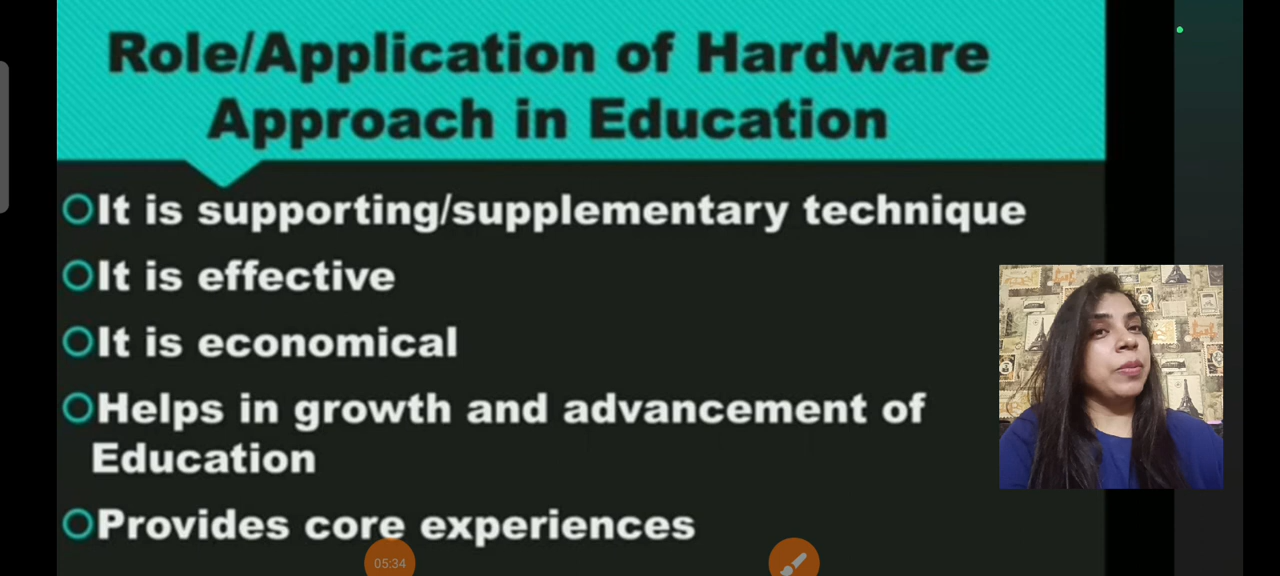 Role/Application of Hardware
Approach in Education
It is supporting/supplementary technique
It is effective
It is economical
Helps in growth and advancement of
Education
Provides core experiences
05:34